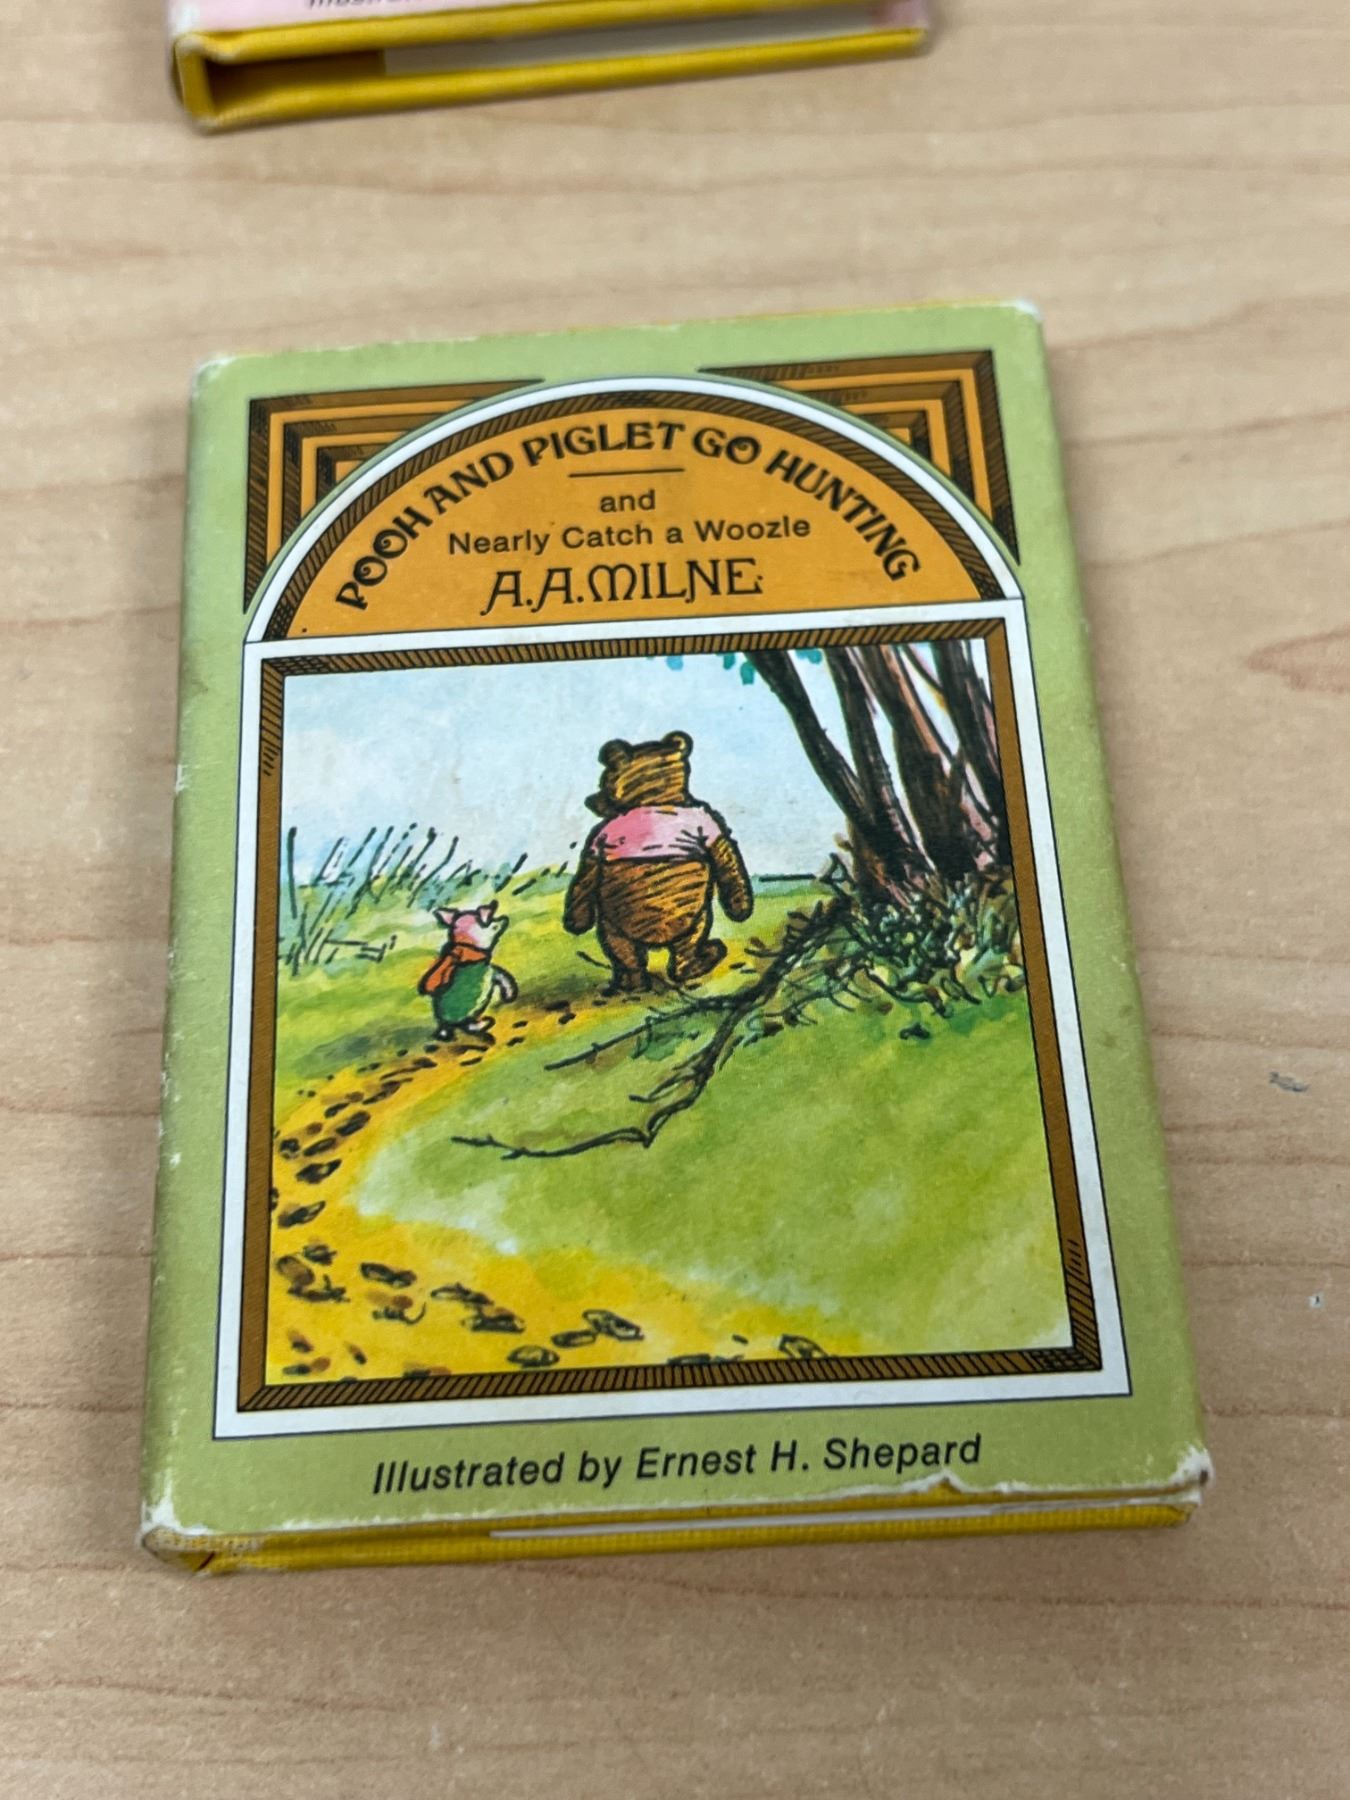 POOH AND PIGLET GO HUNTING
and
Nearly Catch a Woozle
A.A.MILNE
Illustrated by Ernest H. Shepard